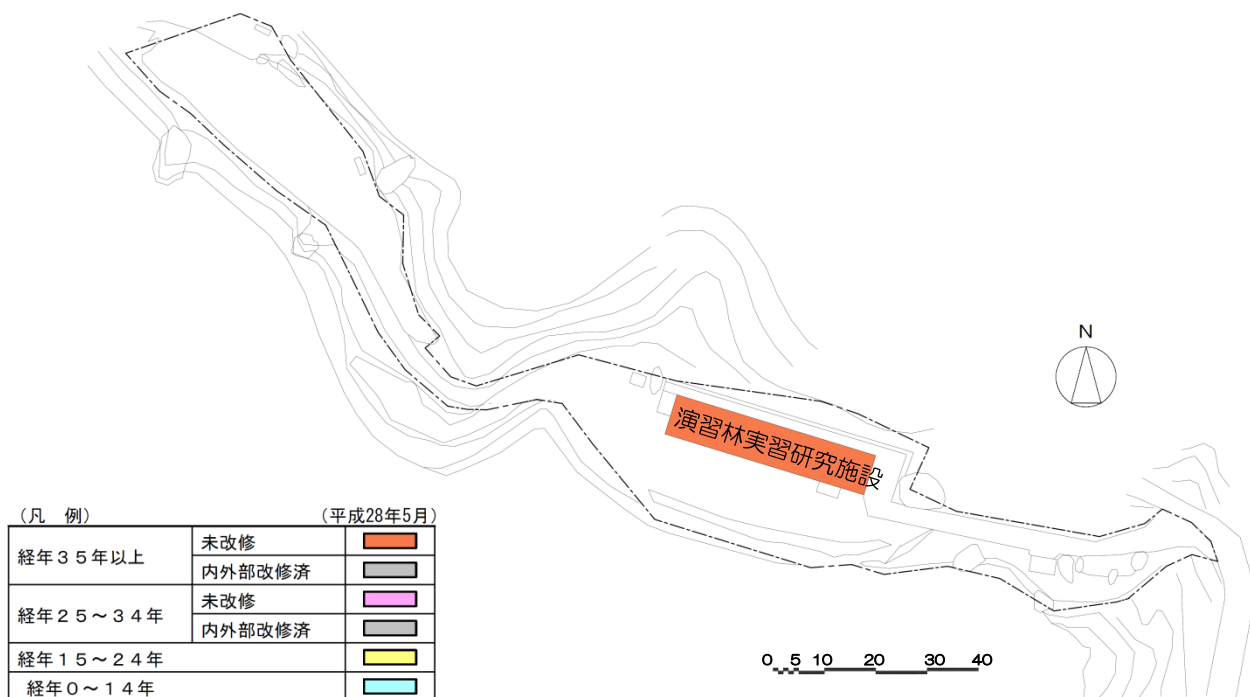 N
演習林実習研究施設
(凡　例) (平成28年5月)
経年３５年以上 未改修
内外部改修済
経年２５～３４年 未改修
内外部改修済
経年１５～２４年
経年０～１４年
0 5 10 20 30 40